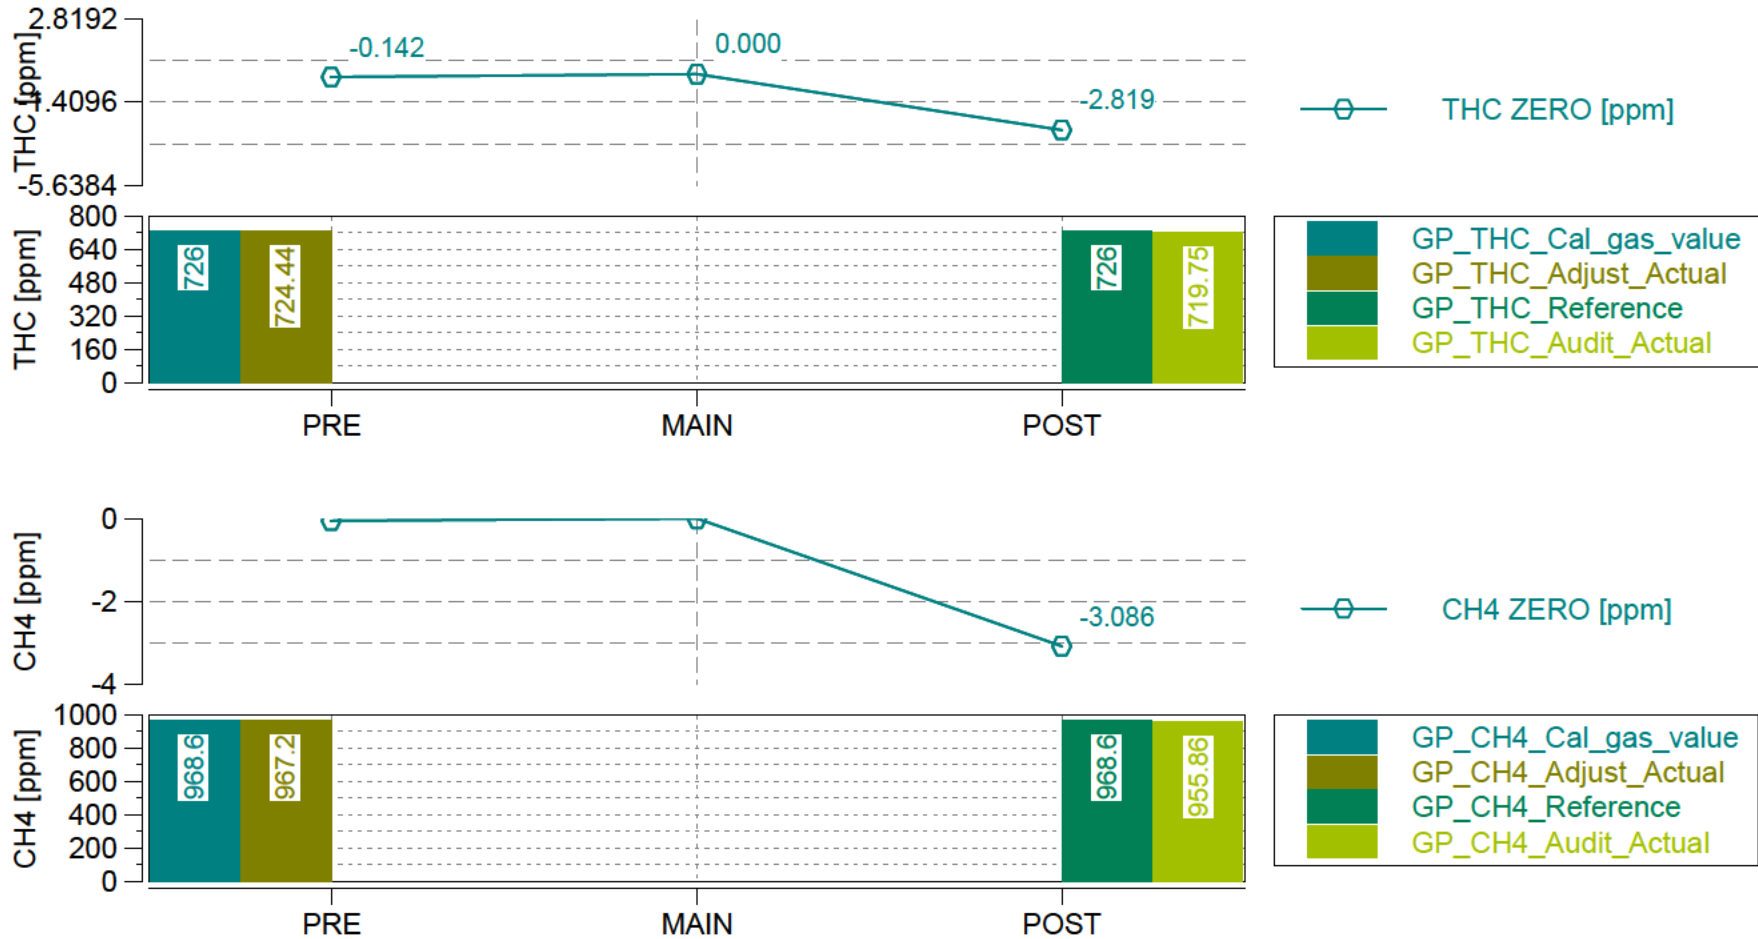 2.8192
-0.142
0.000
THC [ppm]
-1.4096
-2.819
THC ZERO [ppm]
-5.6384
800
640
480
320
160
0
THC [ppm]
726
724.44
726
719.75
GP_THC_Cal_gas_value
GP_THC_Adjust_Actual
GP_THC_Reference
GP_THC_Audit_Actual
PRE MAIN POST
0
-2
-4
CH4 [ppm]
-3.086
CH4 ZERO [ppm]
1000
800
600
400
200
0
CH4 [ppm]
968.6
967.2
968.6
955.86
GP_CH4_Cal_gas_value
GP_CH4_Adjust_Actual
GP_CH4_Reference
GP_CH4_Audit_Actual
PRE MAIN POST